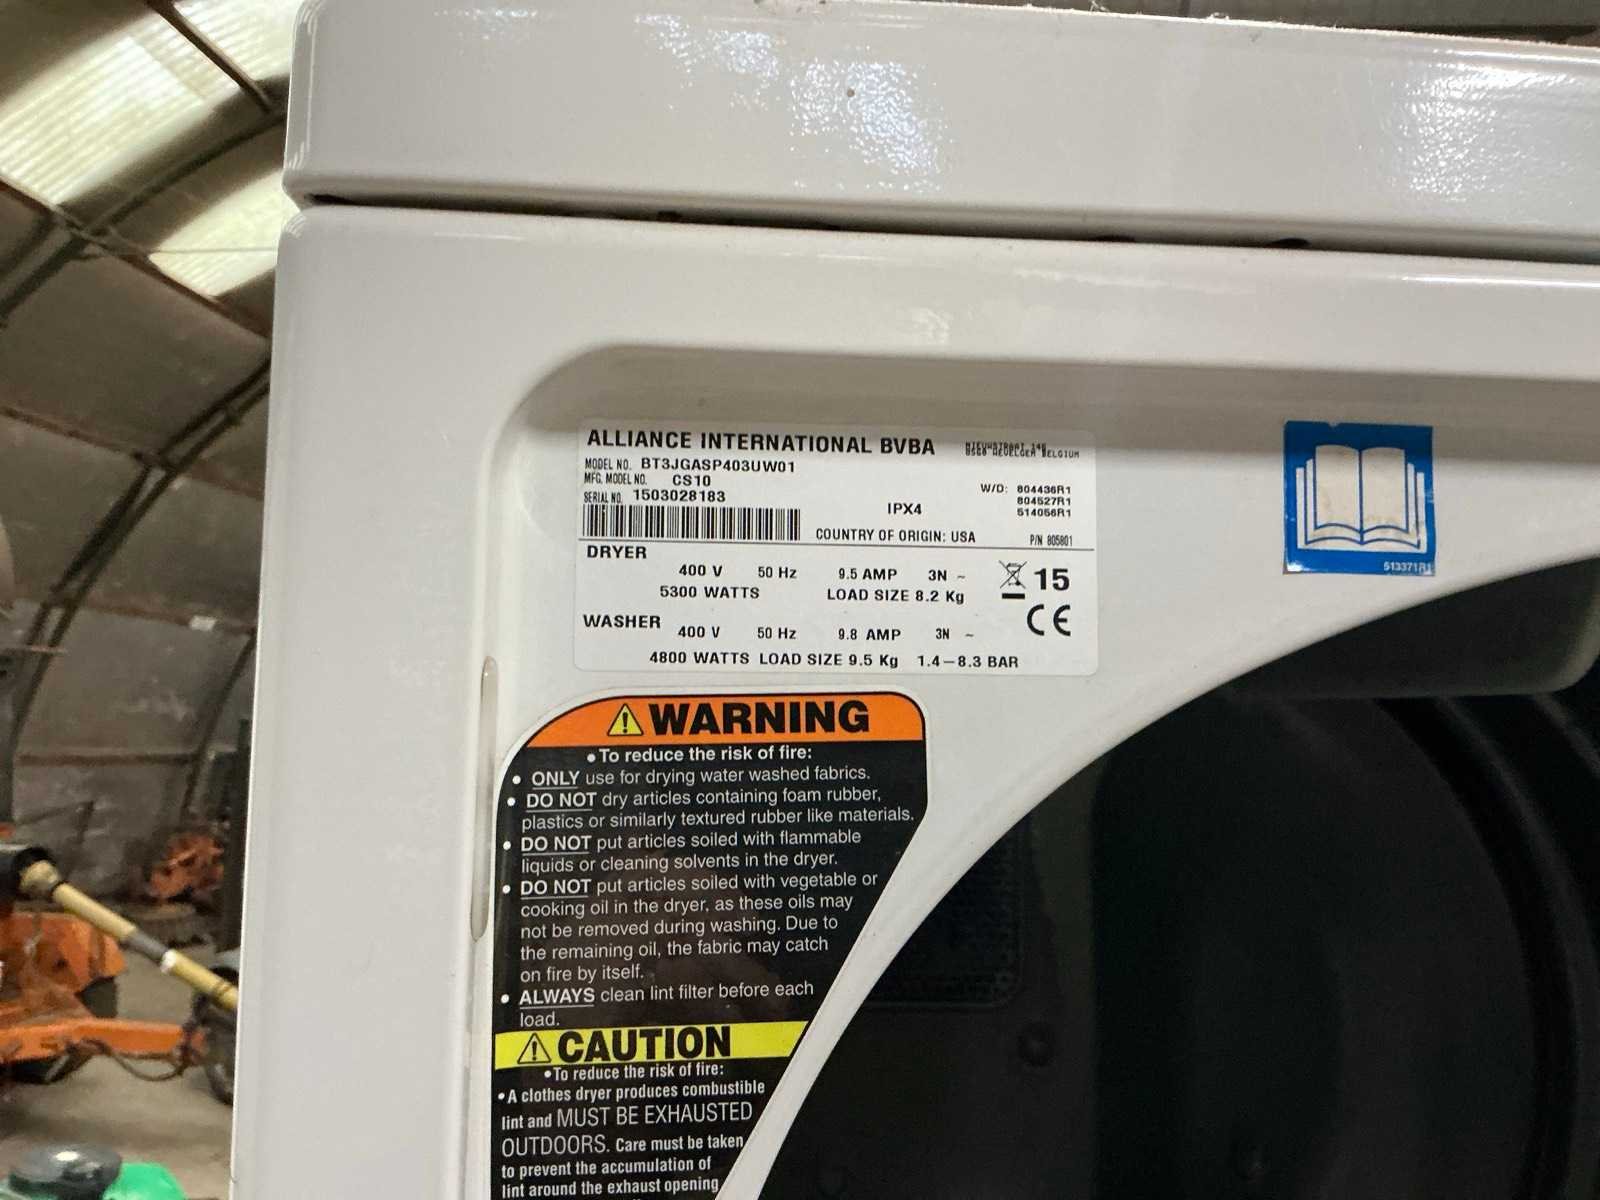 ALLIANCE INTERNATIONAL BVBA
BELGIUM
MODEL NO. BT3JGASP403UW01
MFG. MODEL NO. CS10
SERIAL NO. 1503028183
W/D: 804436R1
804527R1
514056R1
IPX4
COUNTRY OF ORIGIN: USA
P/N 805801
DRYER
400 V 50 Hz 9.5 AMP 3N ~
5300 WATTS LOAD SIZE 8.2 Kg
15
CE
WASHER
400 V 50 Hz 9.8 AMP 3N ~
4800 WATTS LOAD SIZE 9.5 Kg 1.4–8.3 BAR
513371R1
WARNING
• To reduce the risk of fire:
• ONLY use for drying water washed fabrics.
• DO NOT dry articles containing foam rubber,
plastics or similarly textured rubber like materials.
• DO NOT put articles soiled with flammable
liquids or cleaning solvents in the dryer.
• DO NOT put articles soiled with vegetable or
cooking oil in the dryer, as these oils may
not be removed during washing. Due to
the remaining oil, the fabric may catch
on fire by itself.
• ALWAYS clean lint filter before each
load.
CAUTION
• To reduce the risk of fire:
• A clothes dryer produces combustible
lint and MUST BE EXHAUSTED
OUTDOORS. Care must be taken
to prevent the accumulation of
lint around the exhaust opening